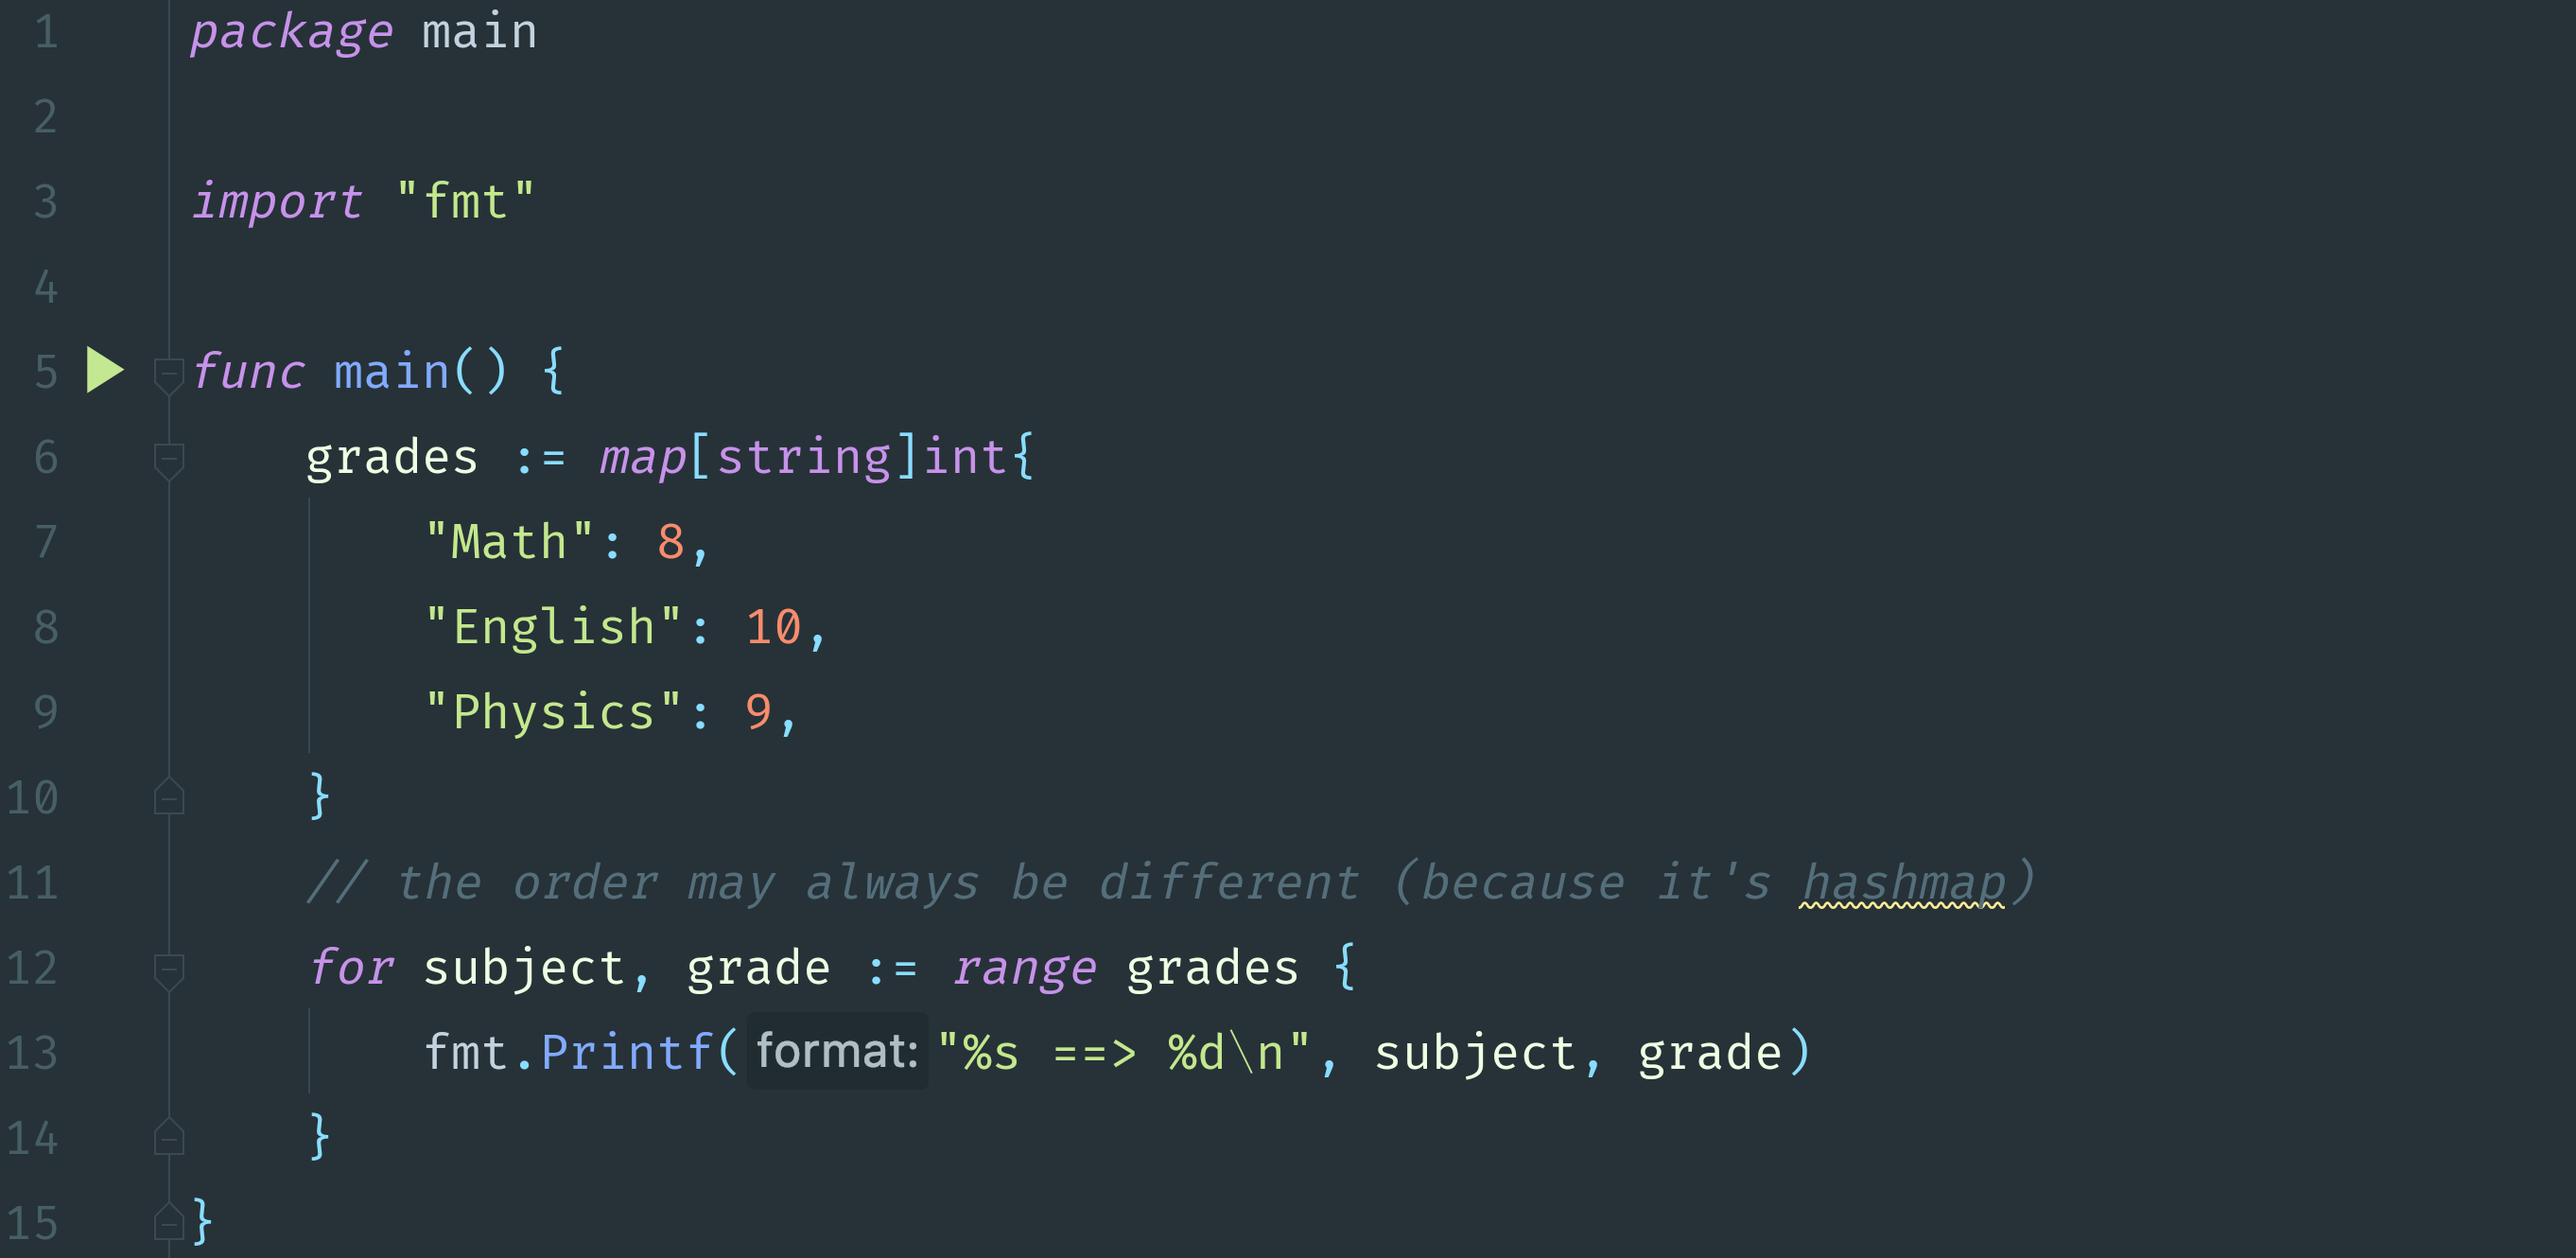 1 package main
2
3 import "fmt"
4
5 func main() {
6     grades := map[string]int{
7         "Math": 8,
8         "English": 10,
9         "Physics": 9,
10     }
11     // the order may always be different (because it's hashmap)
12     for subject, grade := range grades {
13         fmt.Printf( format: "%s ==> %d\n", subject, grade)
14     }
15 }